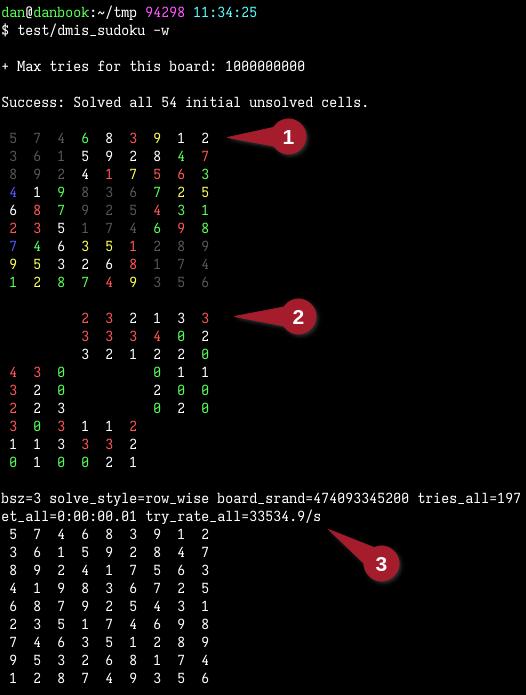 dan@danbook:~/tmp 94298 11:34:25
$ test/dmis_sudoku -w
+ Max tries for this board: 1000000000
Success: Solved all 54 initial unsolved cells.
5 7 4 6 8 3 9 1 2
1
3 6 1 5 9 2 8 4 7
8 9 2 4 1 7 5 6 3
4 1 9 8 3 6 7 2 5
6 8 7 9 2 5 4 3 1
2 3 5 1 7 4 6 9 8
7 4 6 3 5 1 2 8 9
9 5 3 2 6 8 1 7 4
1 2 8 7 4 9 3 5 6
2 3 2 1 3 3
2
3 3 3 4 0 2
3 2 1 2 2 0
4 3 0 0 1 1
3 2 0 2 0 0
2 2 3 0 2 0
3 0 3 1 1 2
1 1 3 3 3 2
0 1 0 0 2 1
bsz=3 solve_style=row_wise board_srand=474093345200 tries_all=197
et_all=0:00:00.01 try_rate_all=33534.9/s
3
5 7 4 6 8 3 9 1 2
3 6 1 5 9 2 8 4 7
8 9 2 4 1 7 5 6 3
4 1 9 8 3 6 7 2 5
6 8 7 9 2 5 4 3 1
2 3 5 1 7 4 6 9 8
7 4 6 3 5 1 2 8 9
9 5 3 2 6 8 1 7 4
1 2 8 7 4 9 3 5 6